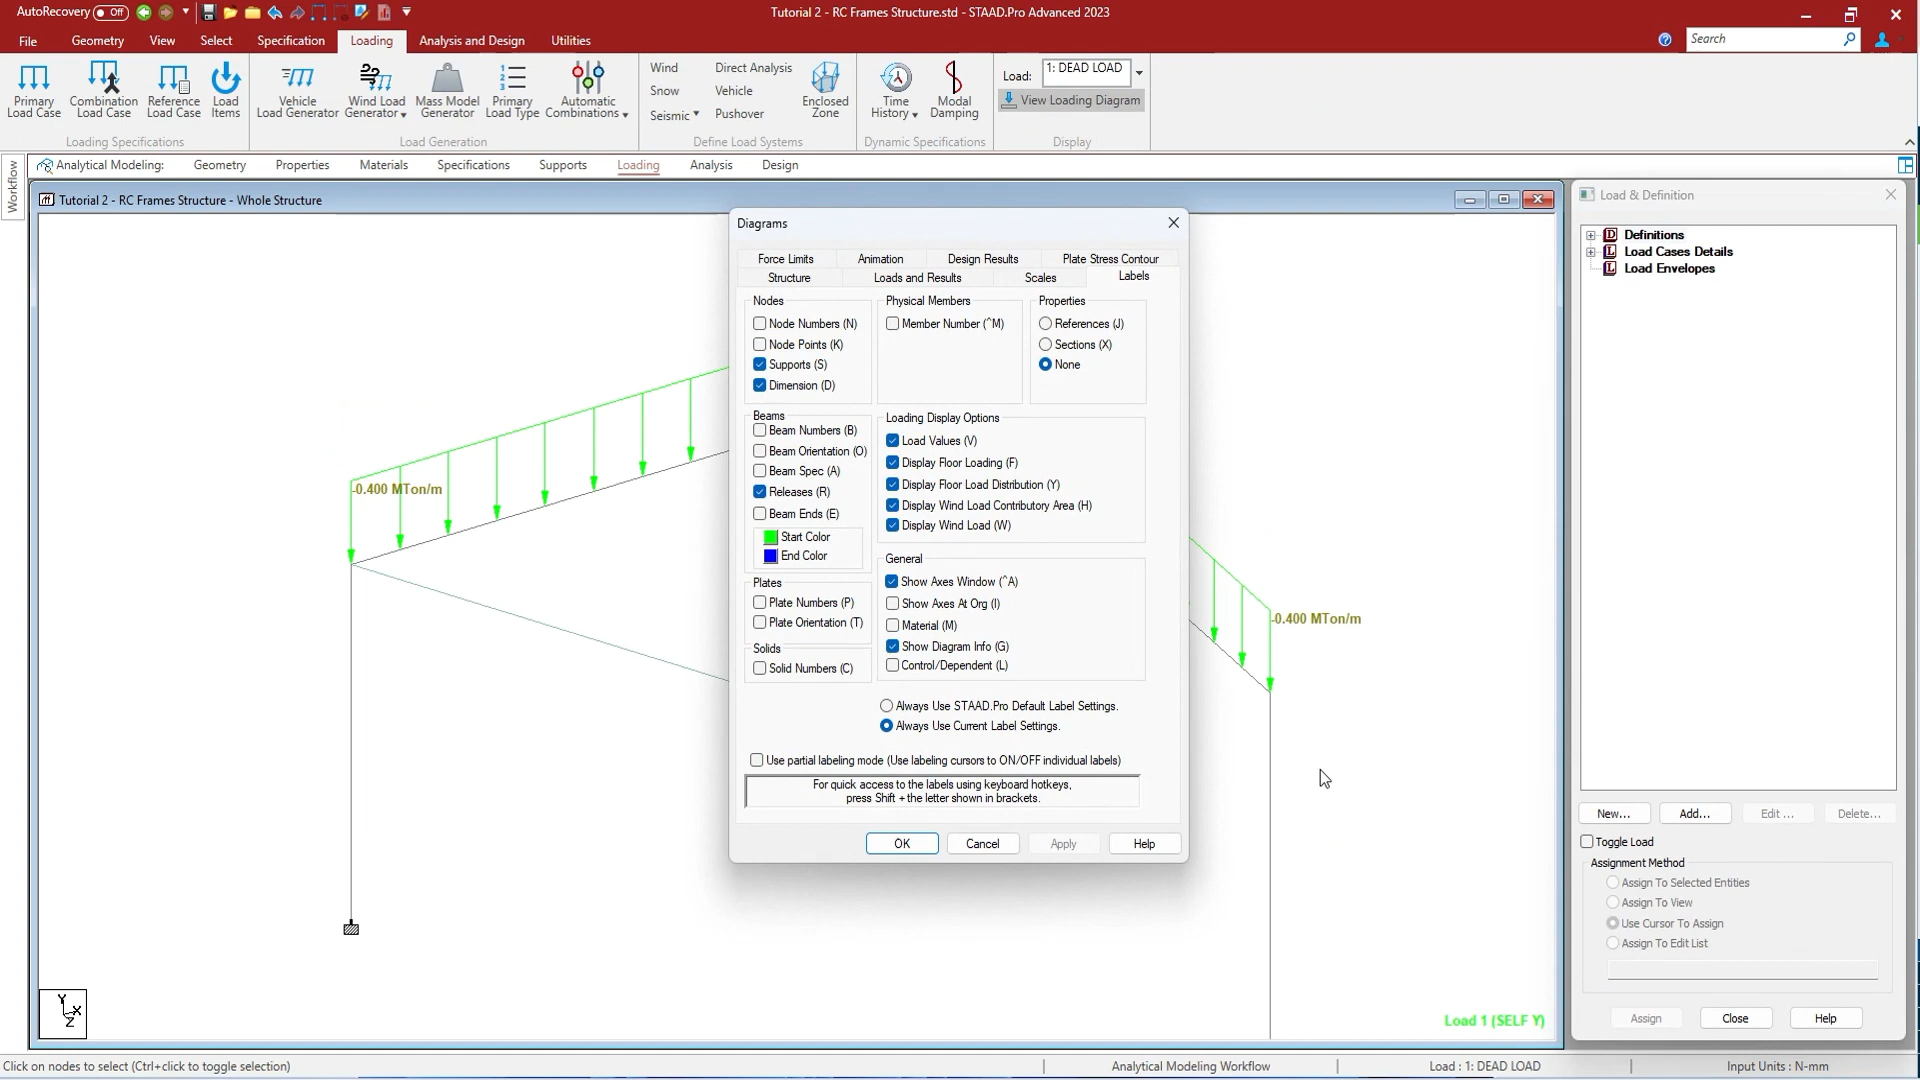 AutoRecovery Off
Tutorial 2 - RC Frames Structure.std - STAAD.Pro Advanced 2023
File Geometry View Select Specification Loading Analysis and Design Utilities
Search
Primary Load Case
Combination Load Case
Reference Load Case
Load Items
Loading Specifications
Vehicle Load Generator
Wind Load Generator
Mass Model Generator
Primary Load Type
Automatic Combinations
Load Generation
Wind
Snow
Seismic
Direct Analysis
Vehicle
Pushover
Enclosed Zone
Define Load Systems
Time History
Modal Damping
Dynamic Specifications
Load: 1: DEAD LOAD
View Loading Diagram
Display
Workflow
Analytical Modeling: Geometry Properties Materials Specifications Supports Loading Analysis Design
Tutorial 2 - RC Frames Structure - Whole Structure
-0.400 MTon/m
-0.400 MTon/m
Load 1 (SELF Y)
Y
X
Z
Diagrams
Force Limits Animation Design Results Plate Stress Contour
Structure Loads and Results Scales Labels
Nodes
Node Numbers (N)
Node Points (K)
Supports (S)
Dimension (D)
Physical Members
Member Number (^M)
Properties
References (J)
Sections (X)
None
Beams
Beam Numbers (B)
Beam Orientation (O)
Beam Spec (A)
Releases (R)
Beam Ends (E)
Start Color
End Color
Loading Display Options
Load Values (V)
Display Floor Loading (F)
Display Floor Load Distribution (Y)
Display Wind Load Contributory Area (H)
Display Wind Load (W)
Plates
Plate Numbers (P)
Plate Orientation (T)
Solids
Solid Numbers (C)
General
Show Axes Window (^A)
Show Axes At Org (I)
Material (M)
Show Diagram Info (G)
Control/Dependent (L)
Always Use STAAD.Pro Default Label Settings.
Always Use Current Label Settings.
Use partial labeling mode (Use labeling cursors to ON/OFF individual labels)
For quick access to the labels using keyboard hotkeys,
press Shift + the letter shown in brackets.
OK Cancel Apply Help
Load & Definition
Definitions
Load Cases Details
Load Envelopes
New... Add... Edit ... Delete...
Toggle Load
Assignment Method
Assign To Selected Entities
Assign To View
Use Cursor To Assign
Assign To Edit List
Assign Close Help
Click on nodes to select (Ctrl+click to toggle selection)
Analytical Modeling Workflow
Load : 1: DEAD LOAD
Input Units : N-mm